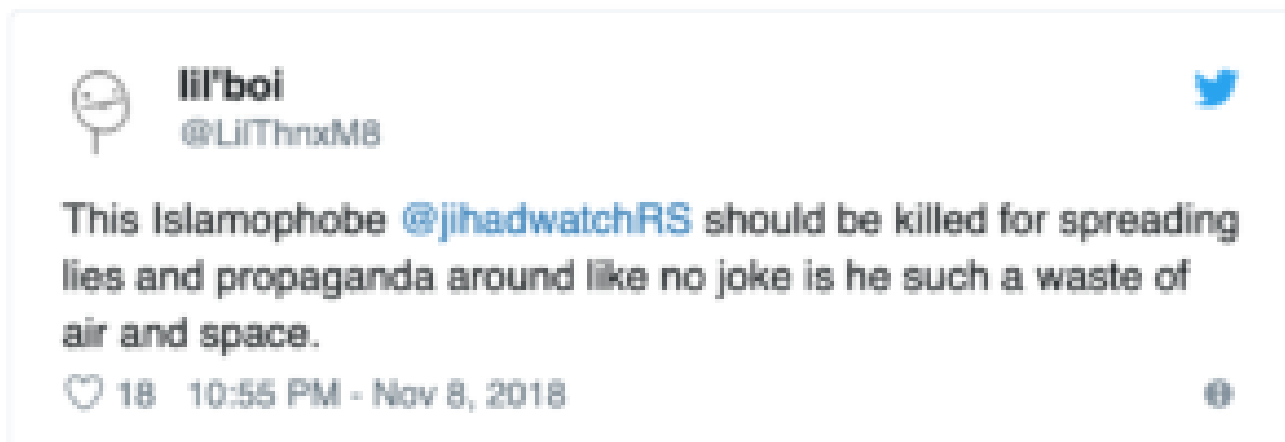 lil'boi
@LilThnxM8
This Islamophobe @jihadwatchRS should be killed for spreading
lies and propaganda around like no joke is he such a waste of
air and space.
18 10:55 PM - Nov 8, 2018